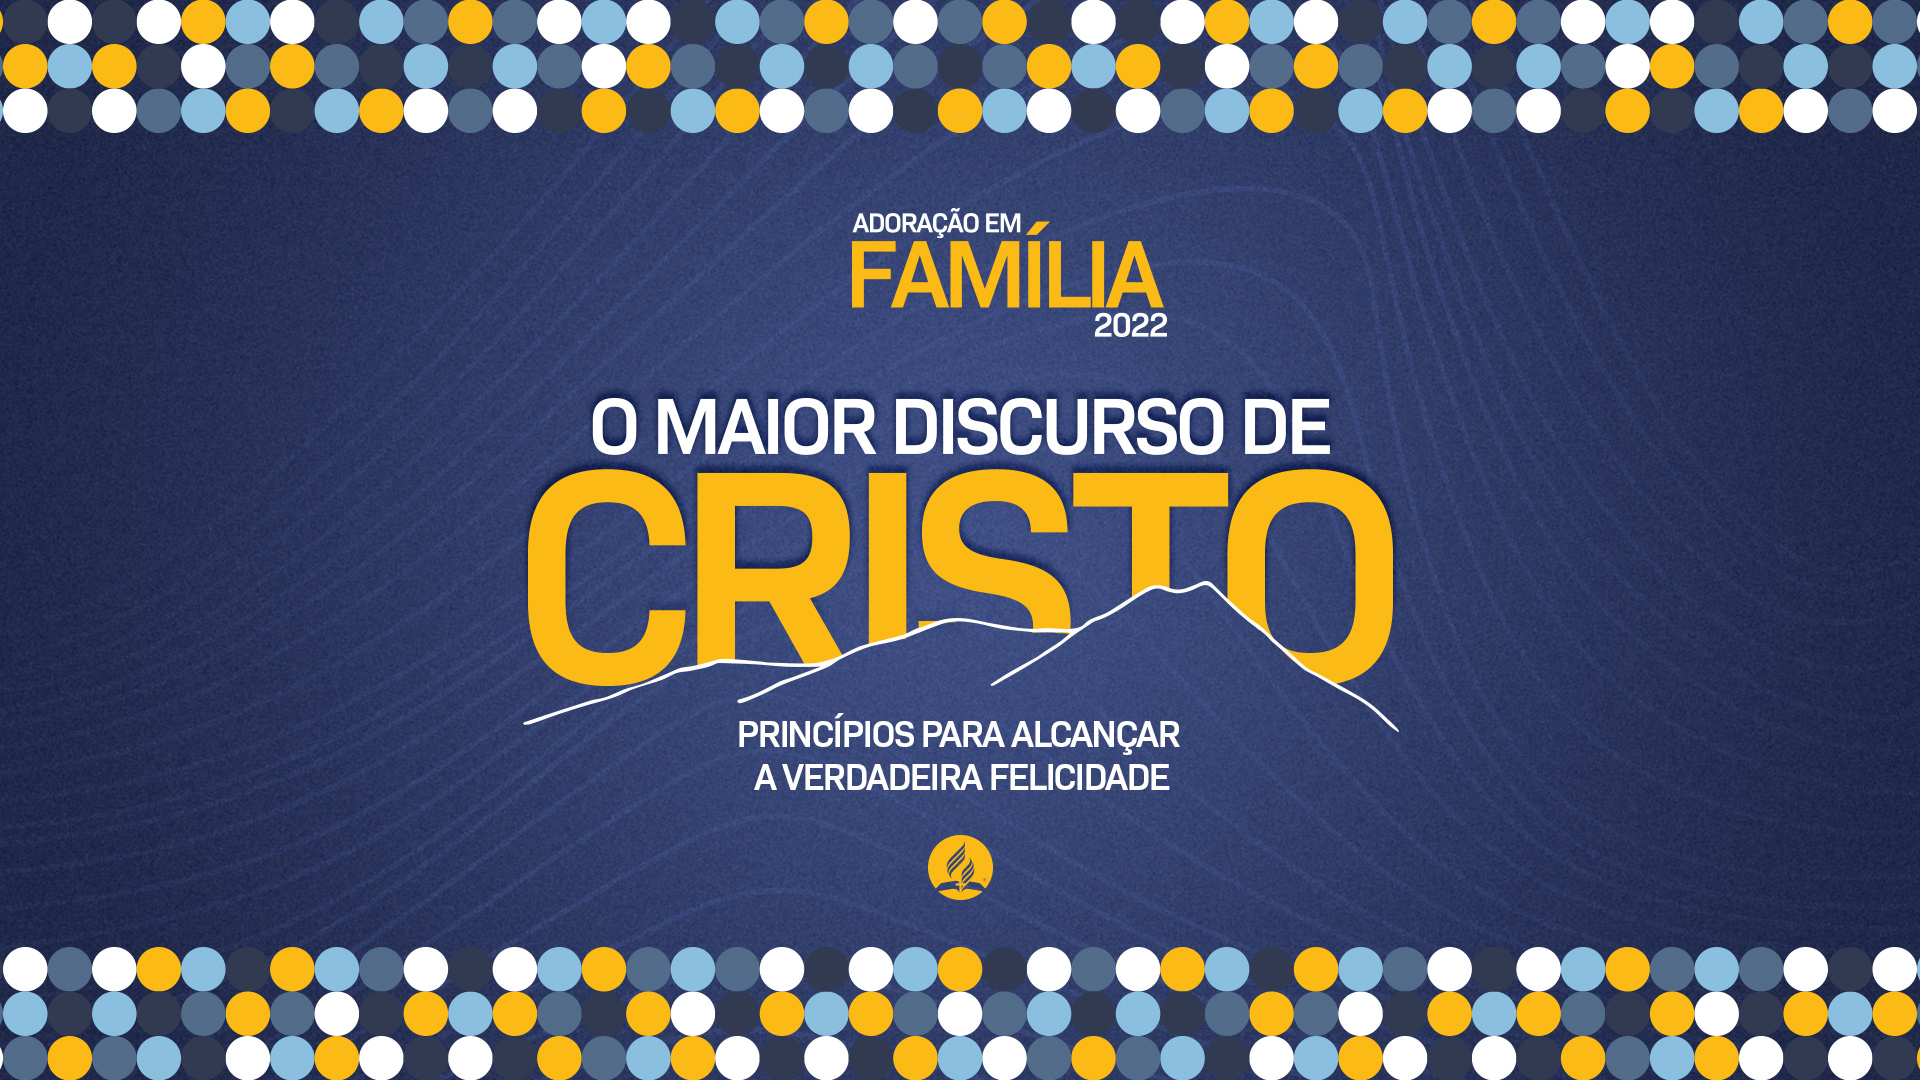 ADORAÇÃO EM
FAMÍLIA
2022
O MAIOR DISCURSO DE
CRISTO
PRINCÍPIOS PARA ALCANÇAR
A VERDADEIRA FELICIDADE